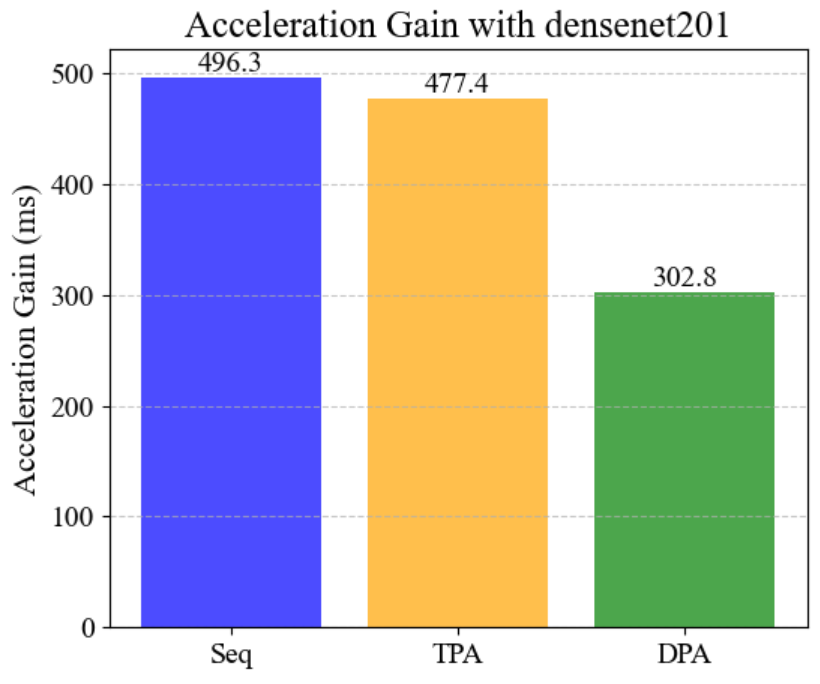 Acceleration Gain with densenet201
Acceleration Gain (ms)
500
400
300
200
100
0
496.3
477.4
302.8
Seq
TPA
DPA